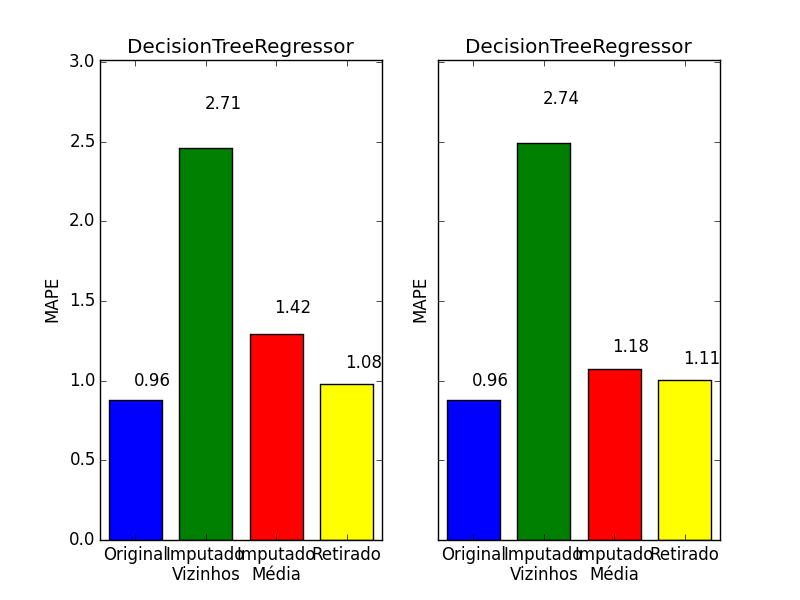 DecisionTreeRegressor
MAPE
3.0
2.5
2.0
1.5
1.0
0.5
0.0
0.96
2.71
1.42
1.08
Original Imputado Imputado Retirado
Vizinhos Média
DecisionTreeRegressor
MAPE
0.96
2.74
1.18
1.11
Original Imputado Imputado Retirado
Vizinhos Média